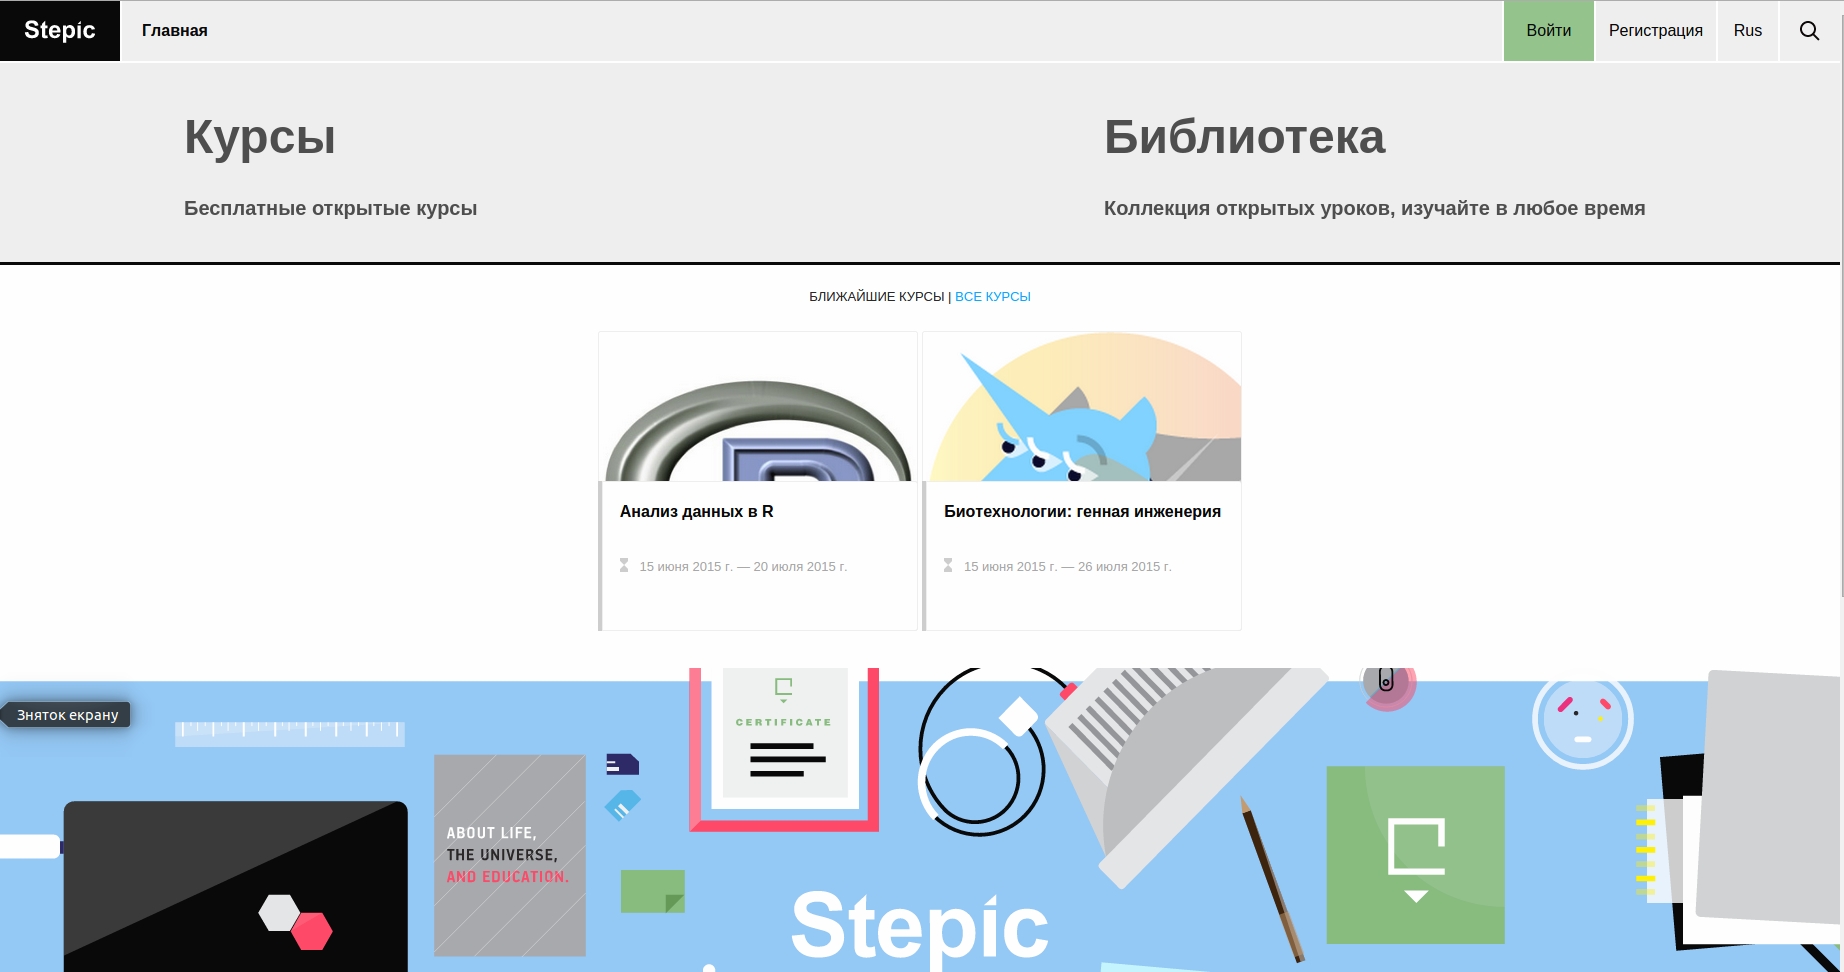 Stepic
Главная
Войти
Регистрация
Rus
Курсы
Бесплатные открытые курсы
Библиотека
Коллекция открытых уроков, изучайте в любое время
БЛИЖАЙШИЕ КУРСЫ | ВСЕ КУРСЫ
Анализ данных в R
15 июня 2015 г. — 20 июля 2015 г.
Биотехнологии: генная инженерия
15 июня 2015 г. — 26 июля 2015 г.
Зняток екрану
CERTIFICATE
ABOUT LIFE,
THE UNIVERSE,
AND EDUCATION.
Stepic